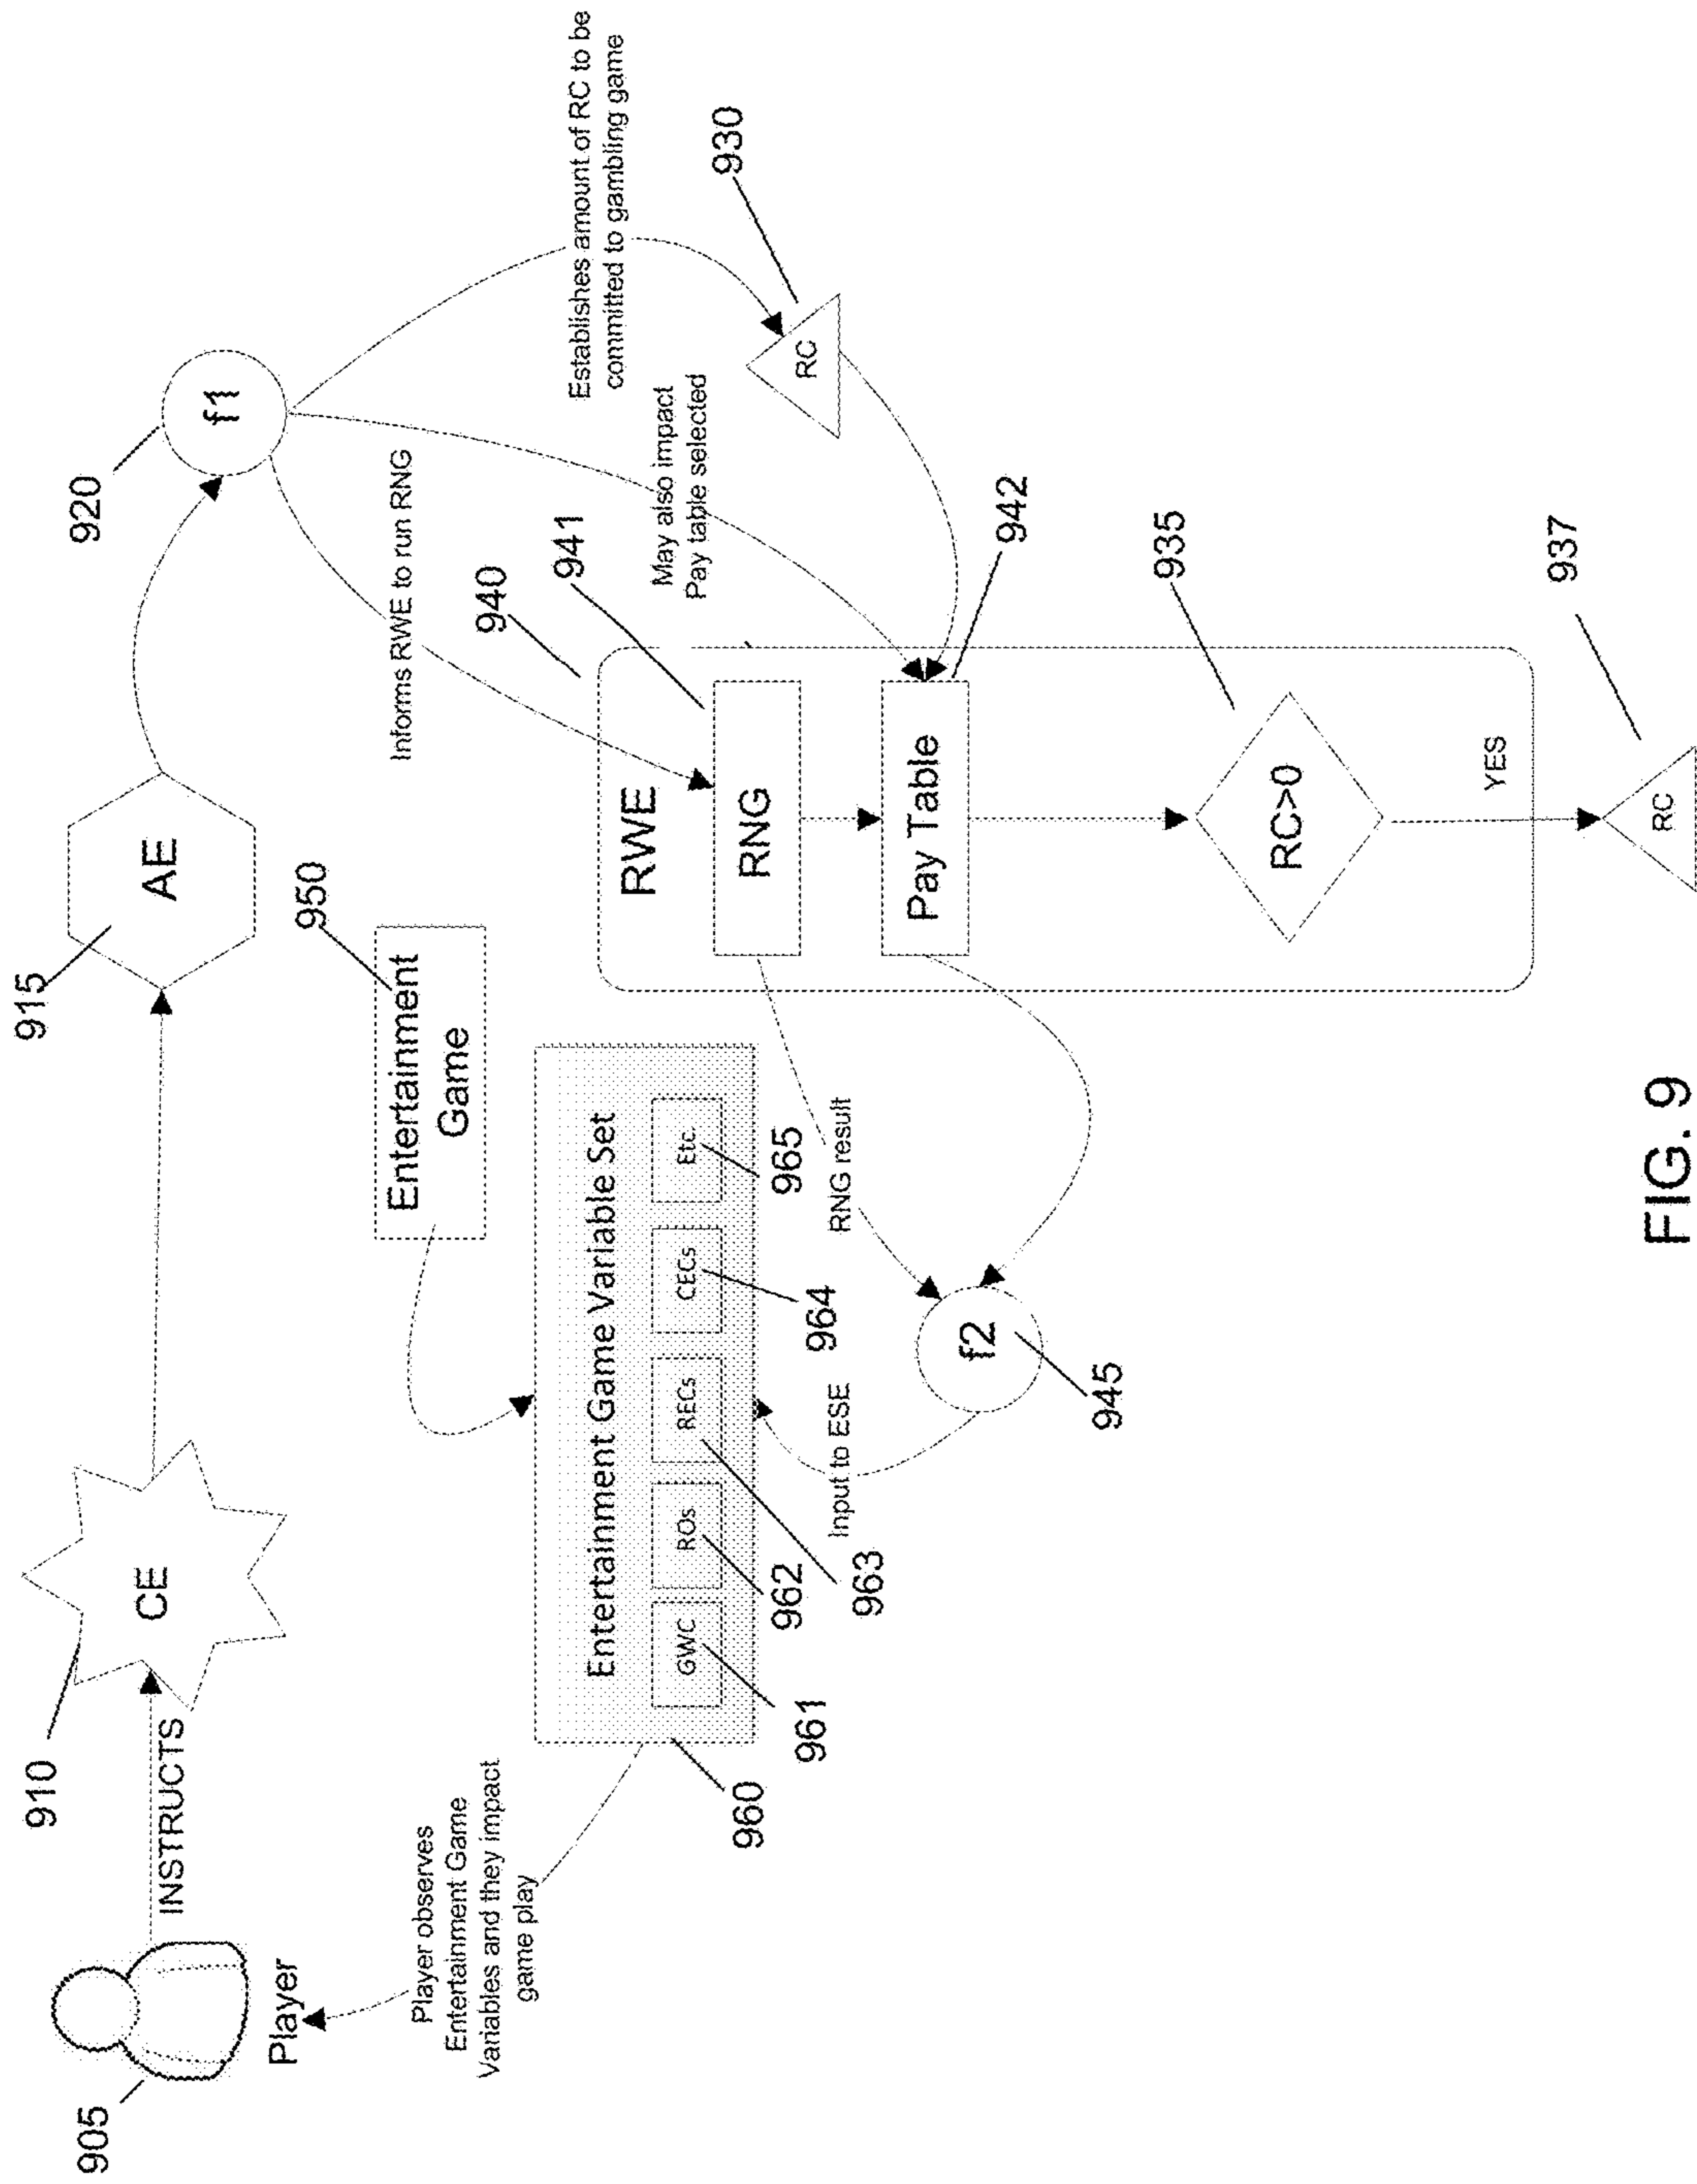 905
Player
INSTRUCTS
910
CE
915
AE
920
f1
Informs RWE to run RNG
May also impact
Pay table selected
Establishes amount of RC to be
committed to gambling game
930
RC
950
Entertainment
Game
Player observes
Entertainment Game
Variables and they impact
game play
960
Entertainment Game Variable Set
GWC
ROs
RECs
CECs
Etc.
961
962
963
964
965
Input to ESE
RNG result
f2
945
940
941
RWE
RNG
Pay Table
942
935
RC>0
YES
937
RC
FIG. 9